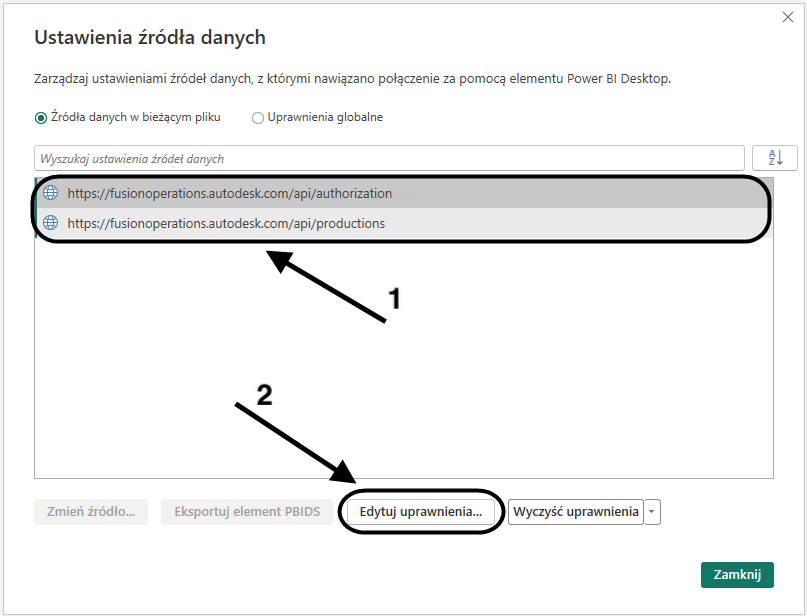 Ustawienia źródła danych
Zarządzaj ustawieniami źródeł danych, z którymi nawiązano połączenie za pomocą elementu Power BI Desktop.
Źródła danych w bieżącym pliku Uprawnienia globalne
Wyszukaj ustawienia źródeł danych
A
Z
https://fusionoperations.autodesk.com/api/authorization
https://fusionoperations.autodesk.com/api/productions
1
2
Zmień źródło... Eksportuj element PBIDS Edytuj uprawnienia... Wyczyść uprawnienia
Zamknij